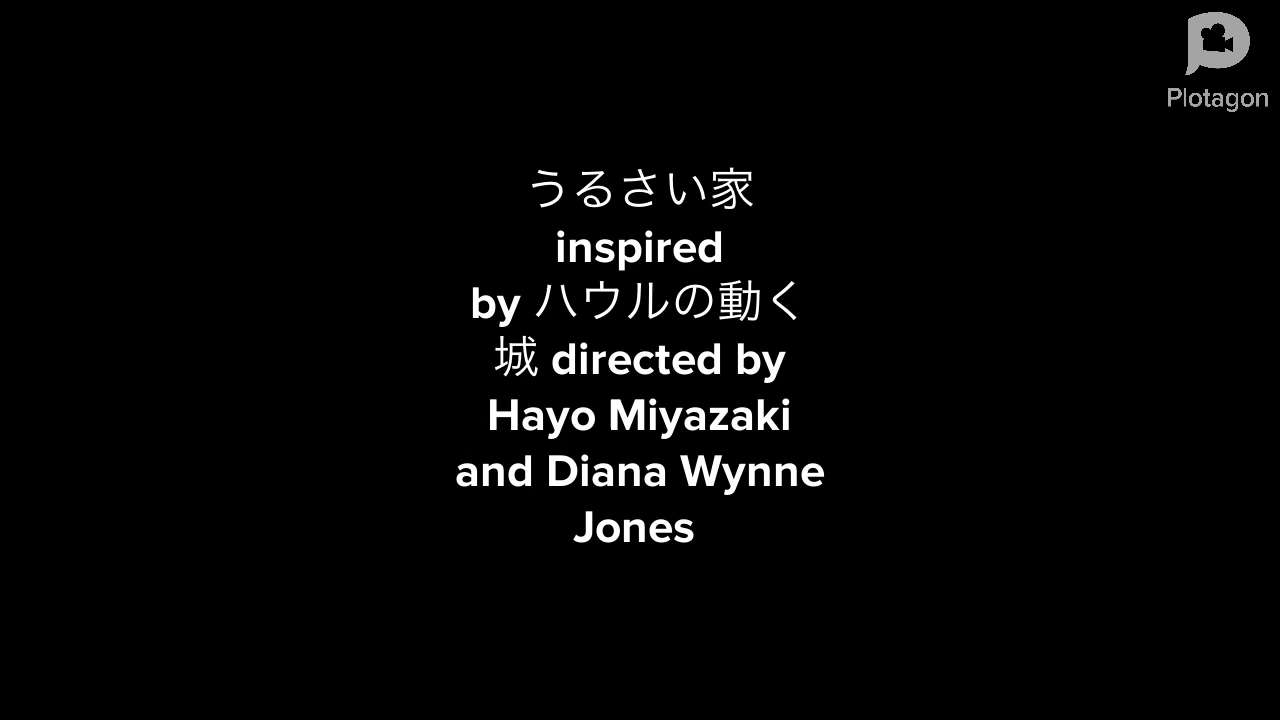 Plotagon
うるさい家
inspired
by ハウルの動く
城 directed by
Hayo Miyazaki
and Diana Wynne
Jones